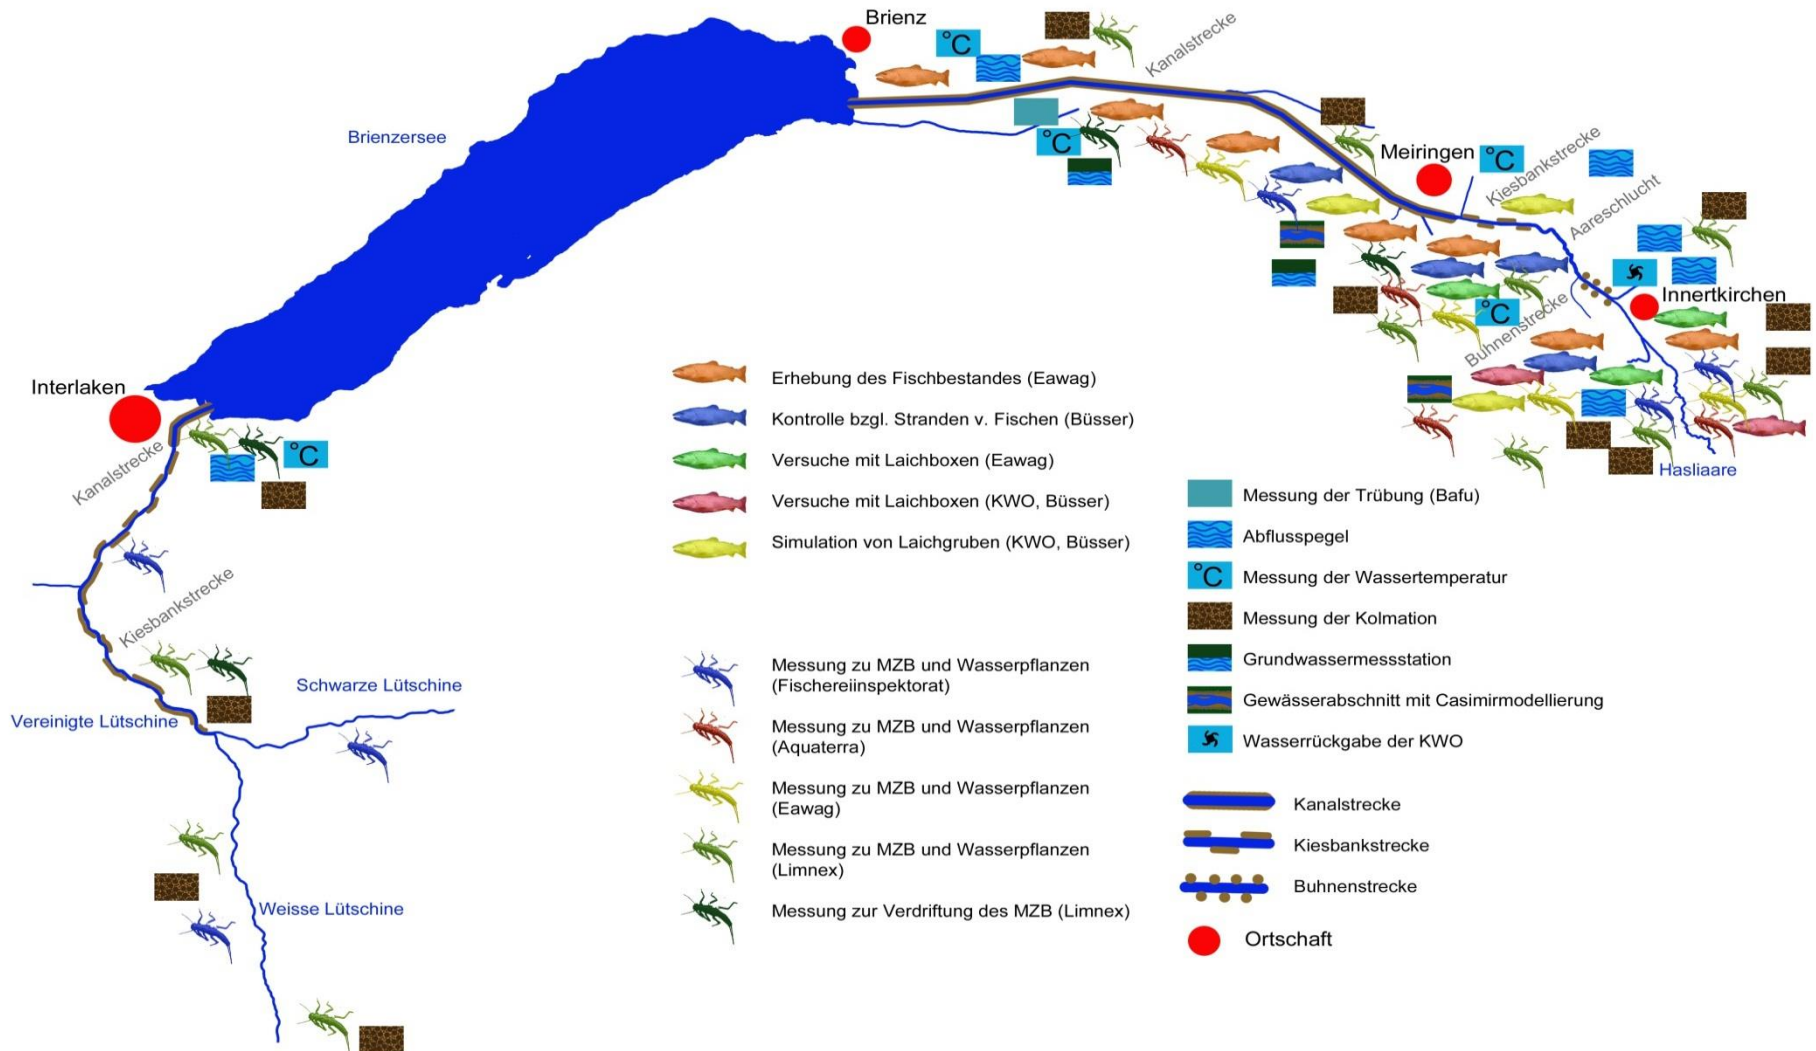 Brienz
°C
Kanalstrecke
Brienzersee
°C
Meiringen
°C
Kiesbankstrecke
Aareschlucht
Innertkirchen
°C
Buhnenstrecke
Hasliaare
Interlaken
°C
Kanalstrecke
Kiesbankstrecke
Schwarze Lütschine
Vereinigte Lütschine
Weisse Lütschine
Erhebung des Fischbestandes (Eawag)
Kontrolle bzgl. Stranden v. Fischen (Büsser)
Versuche mit Laichboxen (Eawag)
Versuche mit Laichboxen (KWO, Büsser)
Simulation von Laichgruben (KWO, Büsser)
Messung zu MZB und Wasserpflanzen
(Fischereiinspektorat)
Messung zu MZB und Wasserpflanzen
(Aquaterra)
Messung zu MZB und Wasserpflanzen
(Eawag)
Messung zu MZB und Wasserpflanzen
(Limnex)
Messung zur Verdriftung des MZB (Limnex)
Messung der Trübung (Bafu)
Abflusspegel
°C
Messung der Wassertemperatur
Messung der Kolmation
Grundwassermessstation
Gewässerabschnitt mit Casimirmodellierung
Wasserrückgabe der KWO
Kanalstrecke
Kiesbankstrecke
Buhnenstrecke
Ortschaft